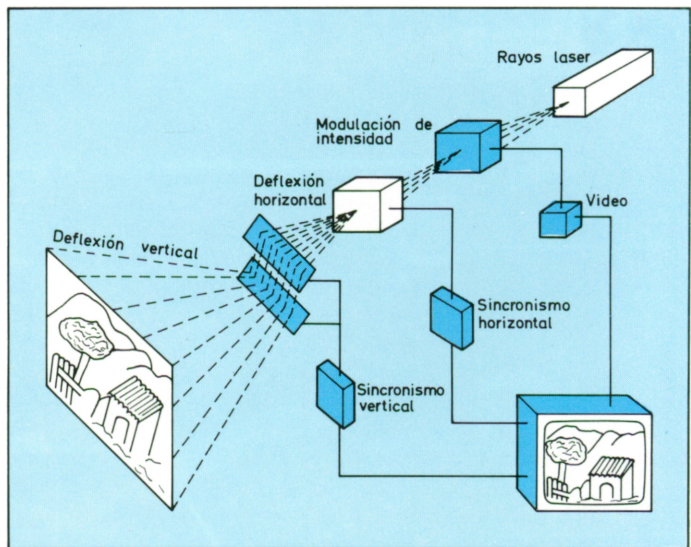 Rayos laser
Modulación de
intensidad
Deflexión
horizontal
Video
Deflexión vertical
Sincronismo
horizontal
Sincronismo
vertical